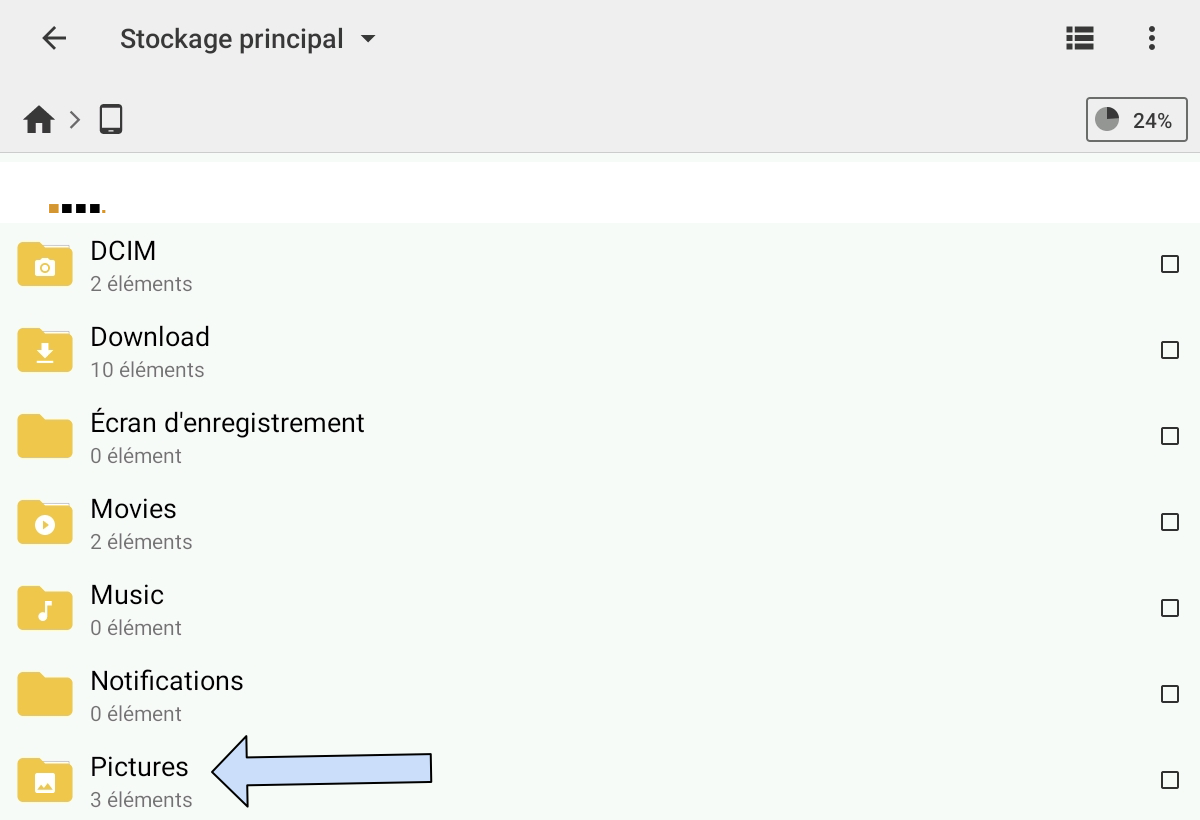 Stockage principal
24%
DCIM
2 éléments
Download
10 éléments
Écran d'enregistrement
0 élément
Movies
2 éléments
Music
0 élément
Notifications
0 élément
Pictures
3 éléments